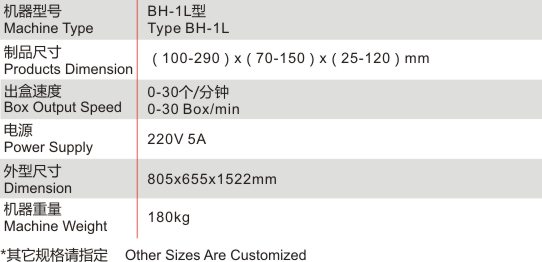 机器型号
Machine Type
BH-1L型
Type BH-1L
制品尺寸
Products Dimension
( 100-290 ) x ( 70-150 ) x ( 25-120 ) mm
出盒速度
Box Output Speed
0-30个/分钟
0-30 Box/min
电源
Power Supply
220V 5A
外型尺寸
Dimension
805x655x1522mm
机器重量
Machine Weight
180kg
*其它规格请指定 Other Sizes Are Customized